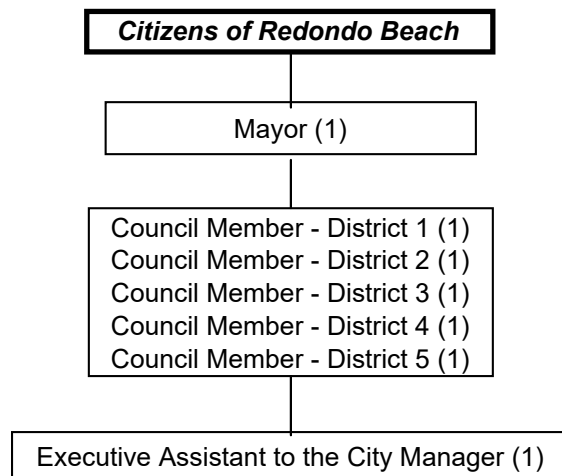 Citizens of Redondo Beach
Mayor (1)
Council Member - District 1 (1)
Council Member - District 2 (1)
Council Member - District 3 (1)
Council Member - District 4 (1)
Council Member - District 5 (1)
Executive Assistant to the City Manager (1)